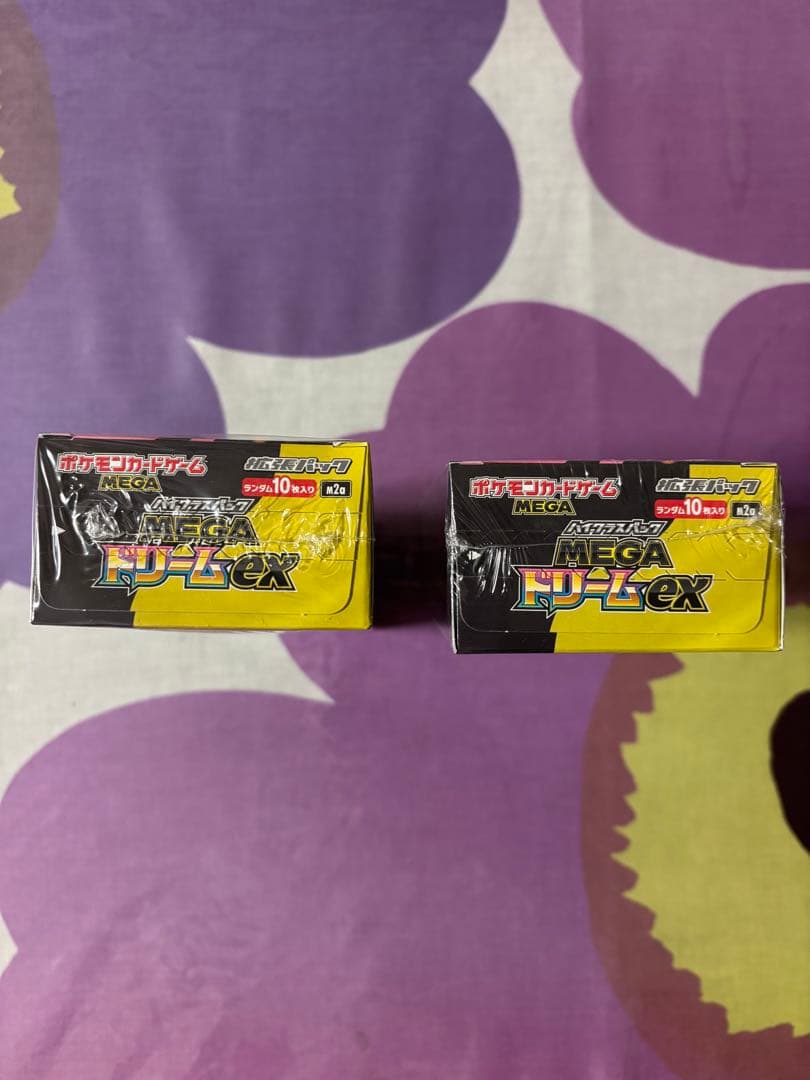 ポケモンカードゲーム
MEGA
拡張パック
ランダム10枚入り
M2a
ハイクラスパック
MEGA
ドリームex
ポケモンカードゲーム
MEGA
拡張パック
ランダム10枚入り
M2a
ハイクラスパック
MEGA
ドリームex